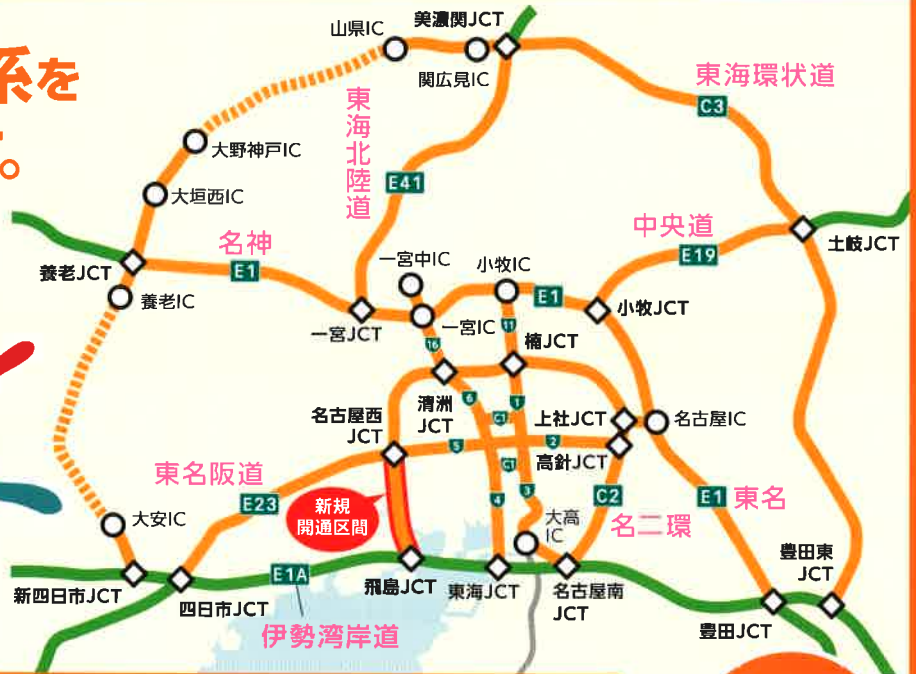 系を
。
山県IC
美濃関JCT
関広見IC
東海環状道
C3
東海北陸道
E41
大野神戸IC
大垣西IC
養老JCT
名神
E1
養老IC
一宮中IC
小牧IC
中央道
E19
土岐JCT
E1
小牧JCT
一宮JCT
一宮IC
11
16
楠JCT
清洲
JCT
6
C1
1
上社JCT
名古屋IC
名古屋西
JCT
5
2
高針JCT
C1
東名阪道
E23
新規
開通区間
4
3
C2
名二環
E1
東名
大安IC
大高
IC
新四日市JCT
四日市JCT
E1A
伊勢湾岸道
飛島JCT
東海JCT
名古屋南
JCT
豊田東
JCT
豊田JCT